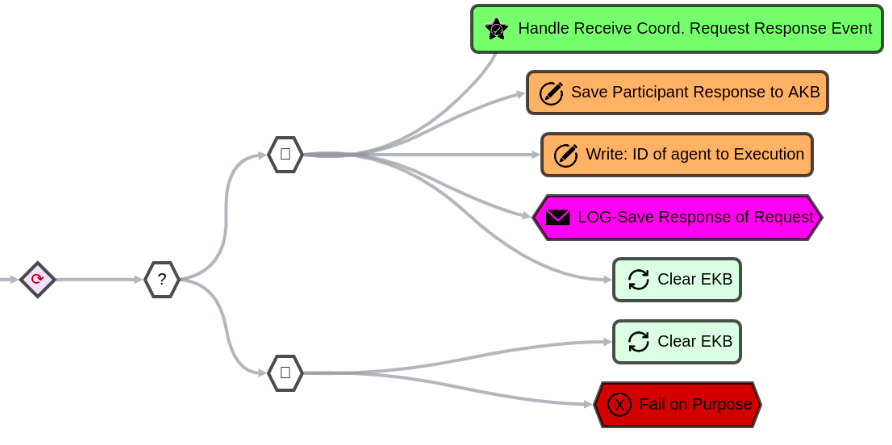 Handle Receive Coord. Request Response Event
Save Participant Response to AKB
Write: ID of agent to Execution
LOG-Save Response of Request
?
Clear EKB
Clear EKB
X Fail on Purpose